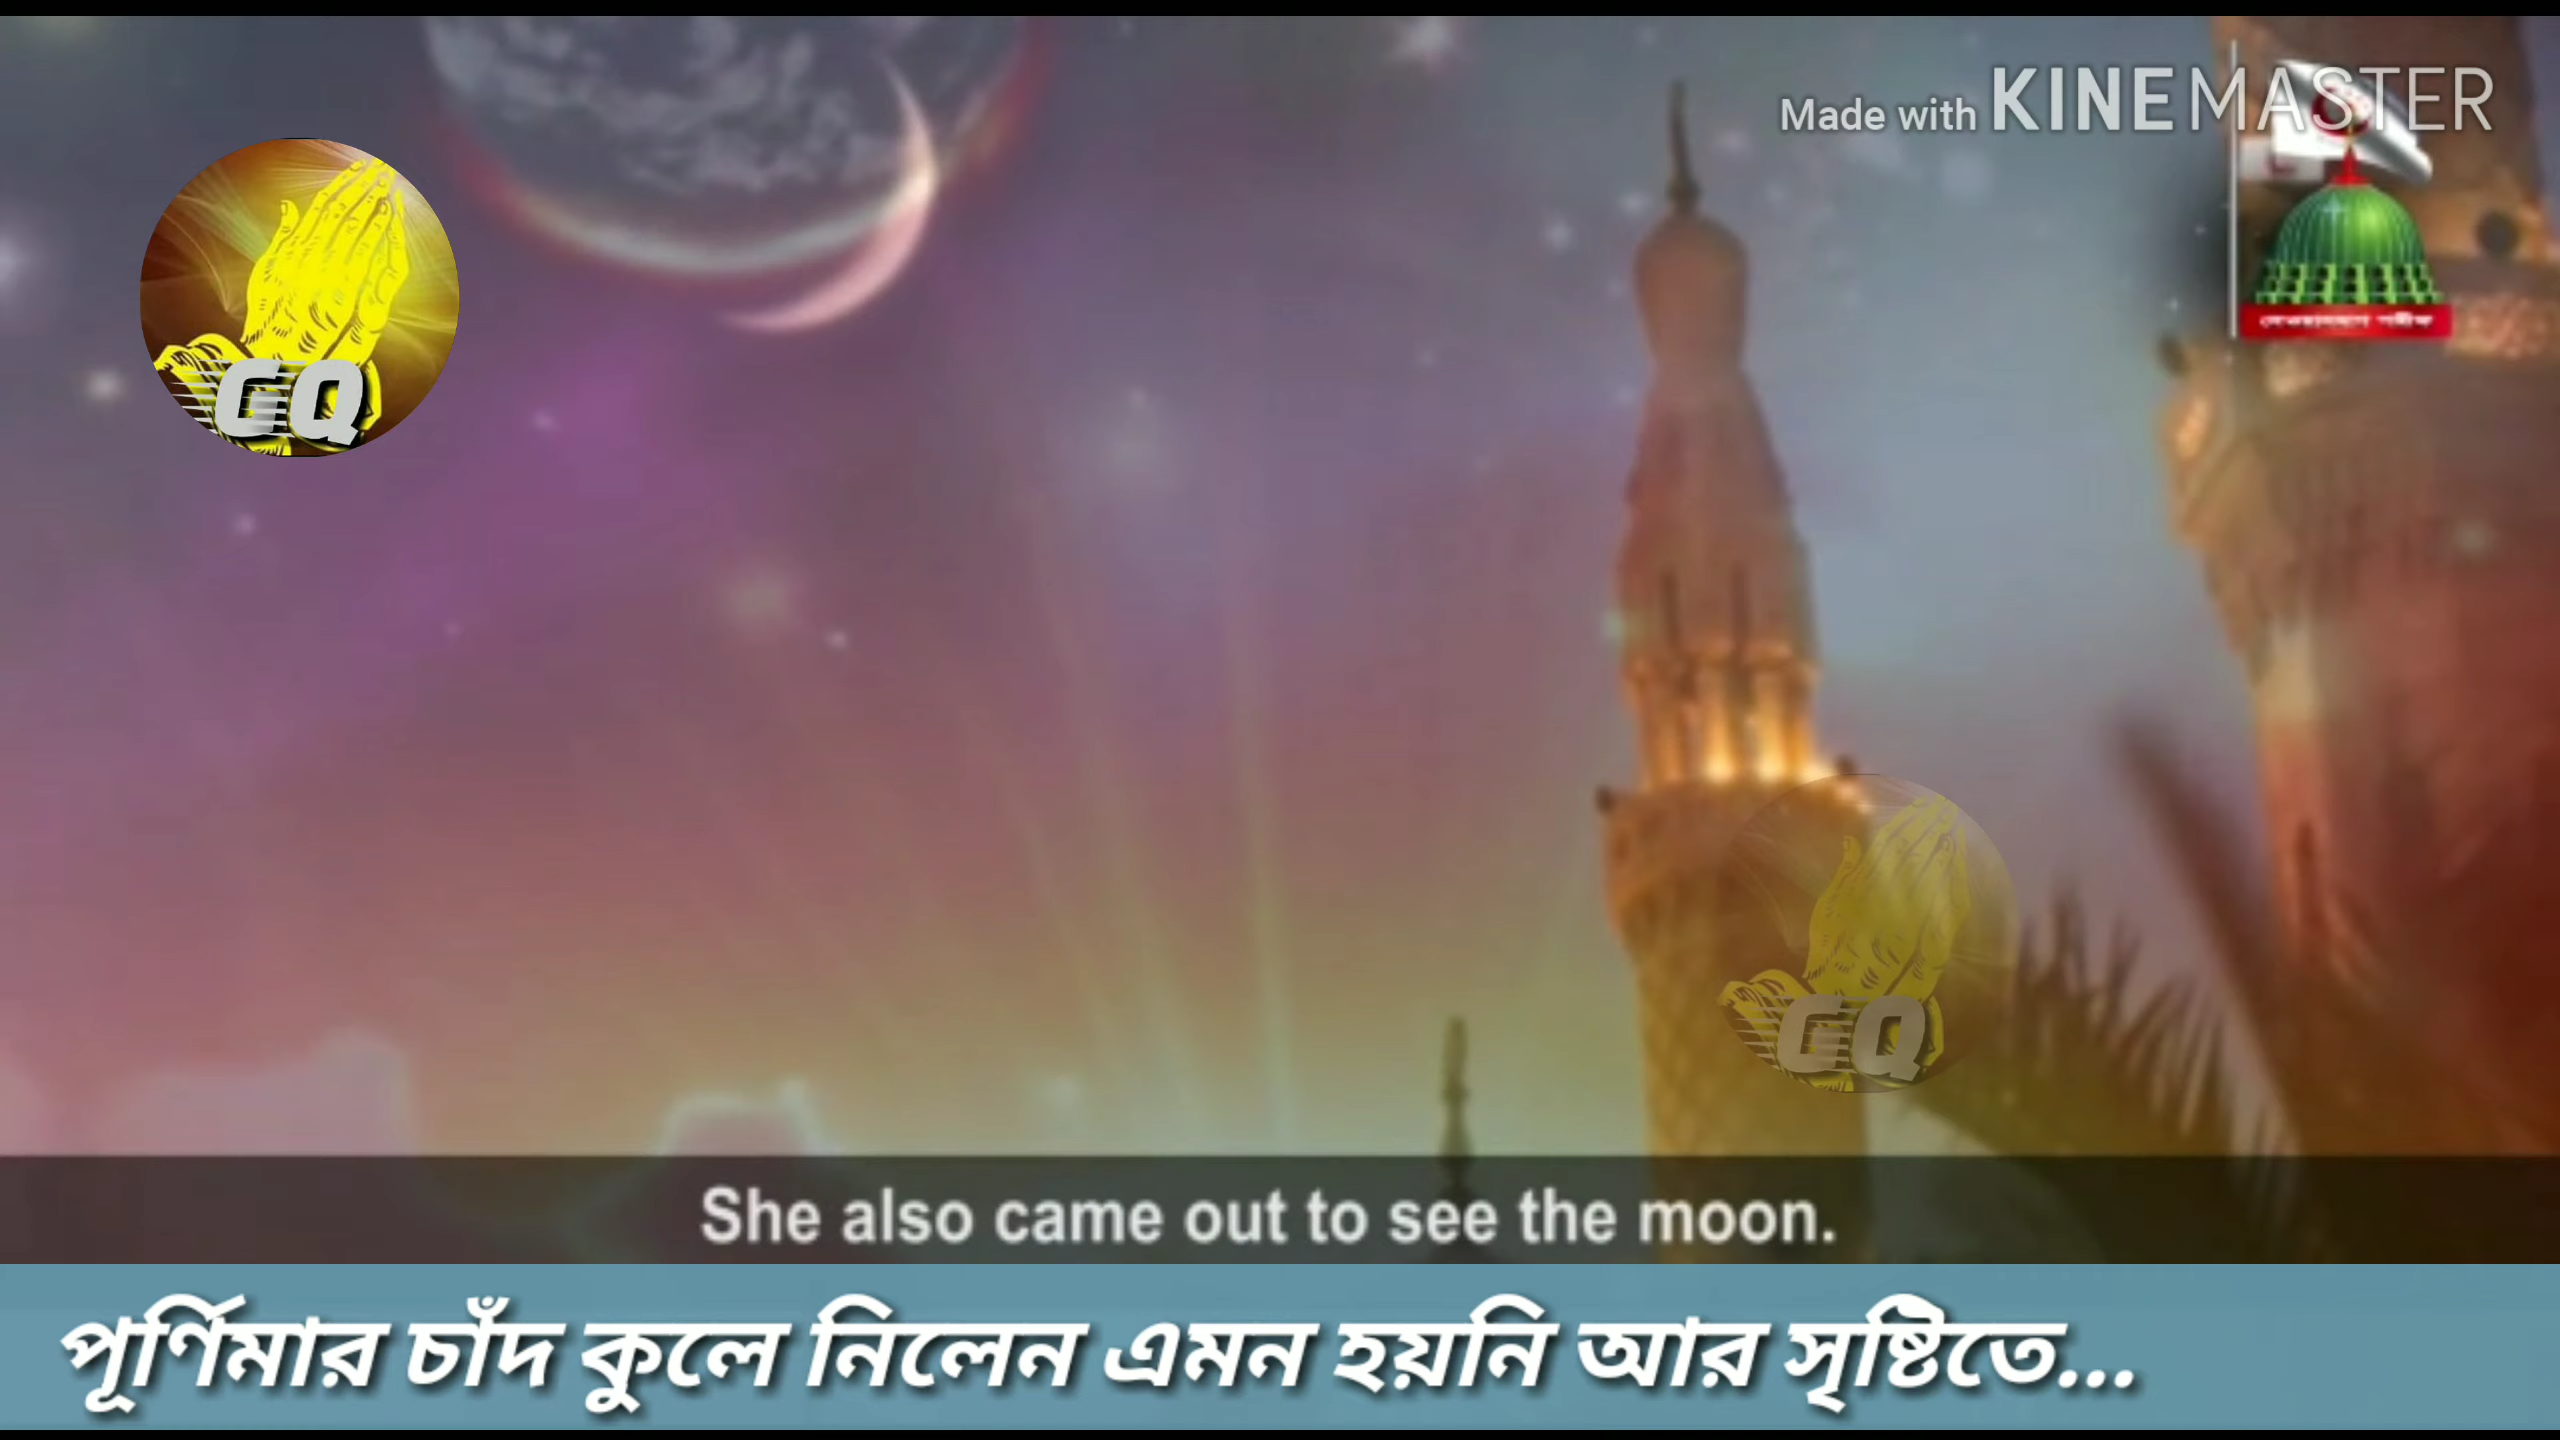 Made with KINEMASTER
GQ
GQ
She also came out to see the moon.
পূর্ণিমার চাঁদ কুলে নিলেন এমন হয়নি আর সৃষ্টিতে...